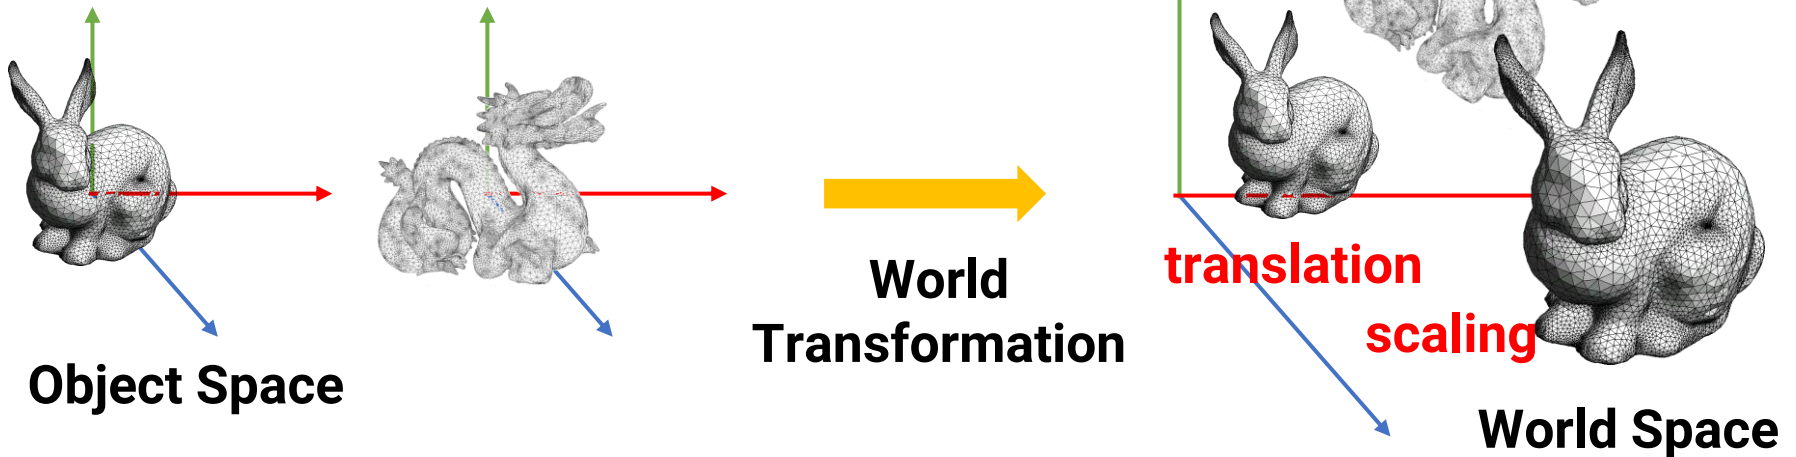 Object Space
World
Transformation
translation
scaling
World Space